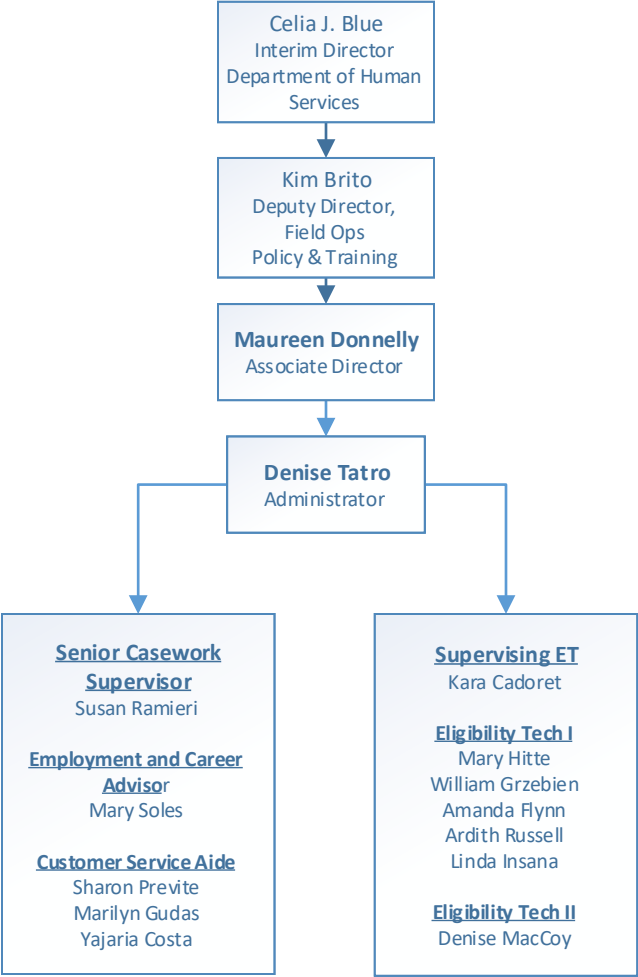 Celia J. Blue
Interim Director
Department of Human
Services
Kim Brito
Deputy Director,
Field Ops
Policy & Training
Maureen Donnelly
Associate Director
Denise Tatro
Administrator
Senior Casework
Supervisor
Susan Ramieri
Employment and Career
Advisor
Mary Soles
Customer Service Aide
Sharon Previte
Marilyn Gudas
Yajaria Costa
Supervising ET
Kara Cadoret
Eligibility Tech I
Mary Hitte
William Grzebien
Amanda Flynn
Ardith Russell
Linda Insana
Eligibility Tech II
Denise MacCoy